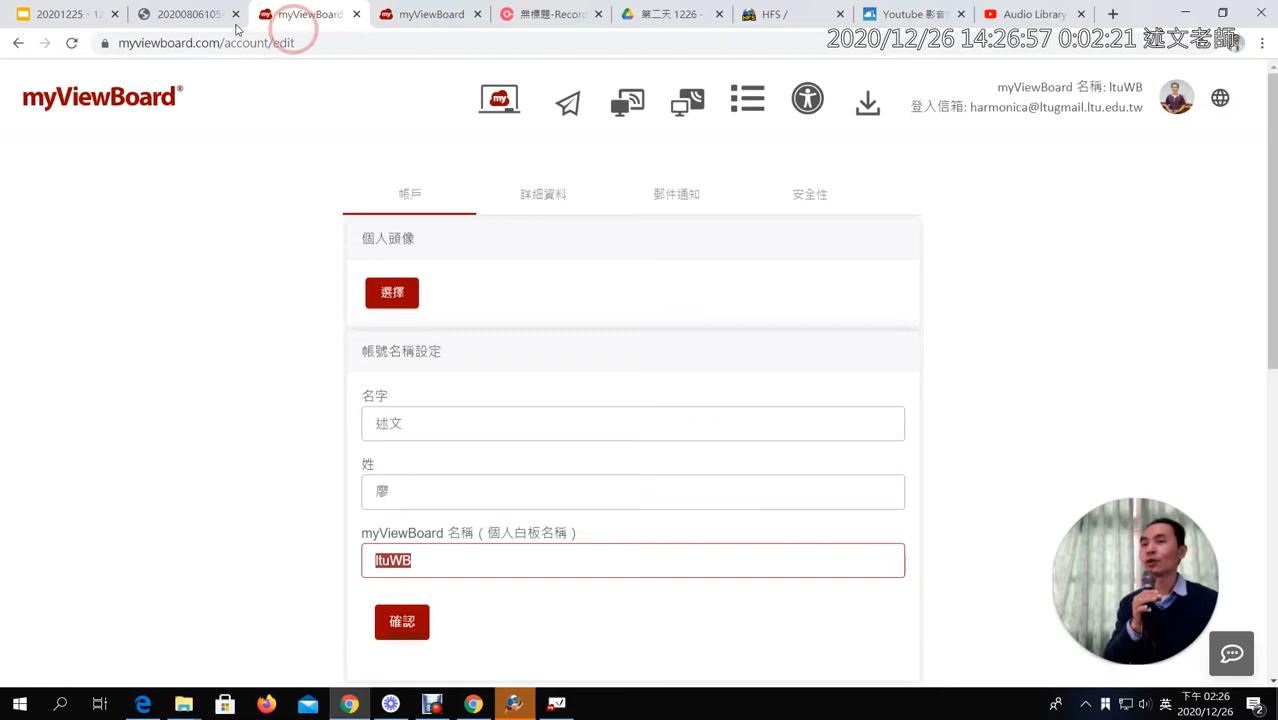 20201225、1
20200806105·
myViewBoard
myViewBoard
無標題-Record
第二天 1226 -
HFS /
Youtube 影音
Audio Library
myviewboard.com/account/edit
2020/12/26 14:26:57 0:02:21 述文老師
myViewBoard®
my
myViewBoard 名稱: ltuWB
登入信箱: harmonica@ltugmail.ltu.edu.tw
帳戶
詳細資料
郵件通知
安全性
個人頭像
選擇
帳號名稱設定
名字
述文
姓
廖
myViewBoard 名稱 ( 個人白板名稱 )
ltuWB
確認
英
下午 02:26
2020/12/26
2